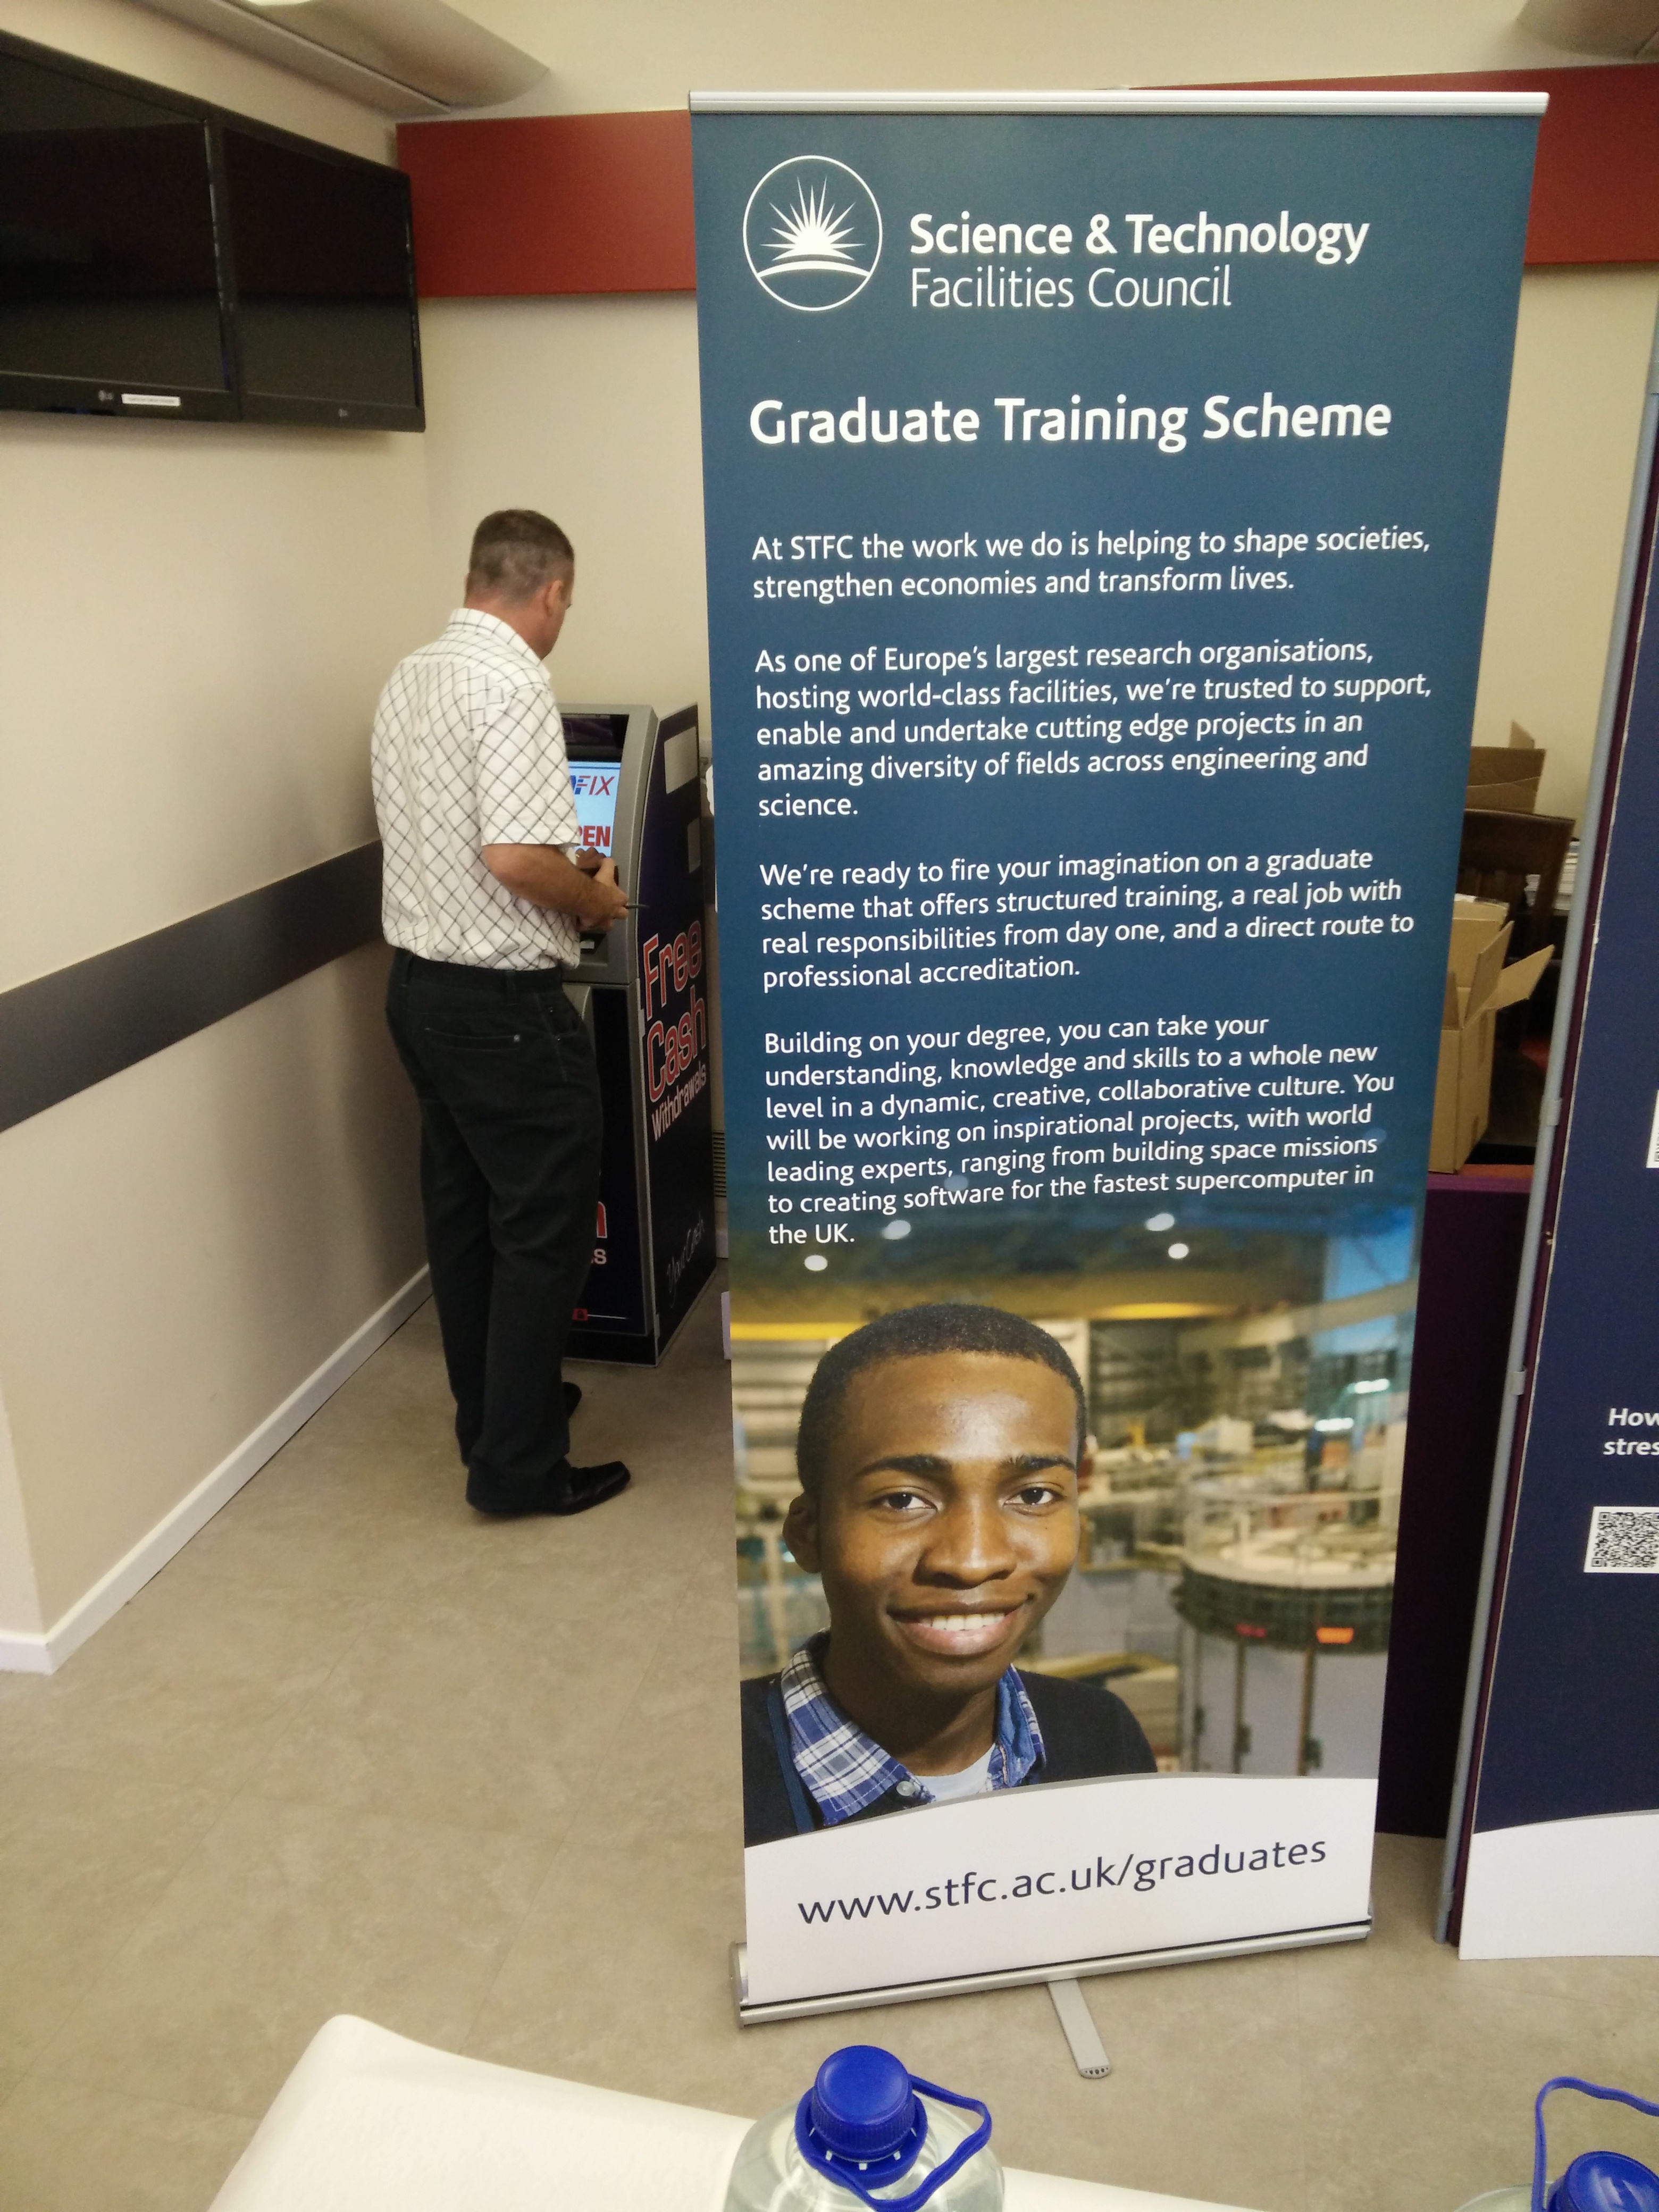 Science & Technology
Facilities Council
Graduate Training Scheme
At STFC the work we do is helping to shape societies,
strengthen economies and transform lives.
As one of Europe's largest research organisations,
hosting world-class facilities, we're trusted to support,
enable and undertake cutting edge projects in an
amazing diversity of fields across engineering and
science.
We're ready to fire your imagination on a graduate
scheme that offers structured training, a real job with
real responsibilities from day one, and a direct route to
professional accreditation.
Building on your degree, you can take your
understanding, knowledge and skills to a whole new
level in a dynamic, creative, collaborative culture. You
will be working on inspirational projects, with world
leading experts, ranging from building space missions
to creating software for the fastest supercomputer in
the UK.
www.stfc.ac.uk/graduates
FIX
PEN
Free
Cash
Withdrawals
YourCash
How
stres
LG